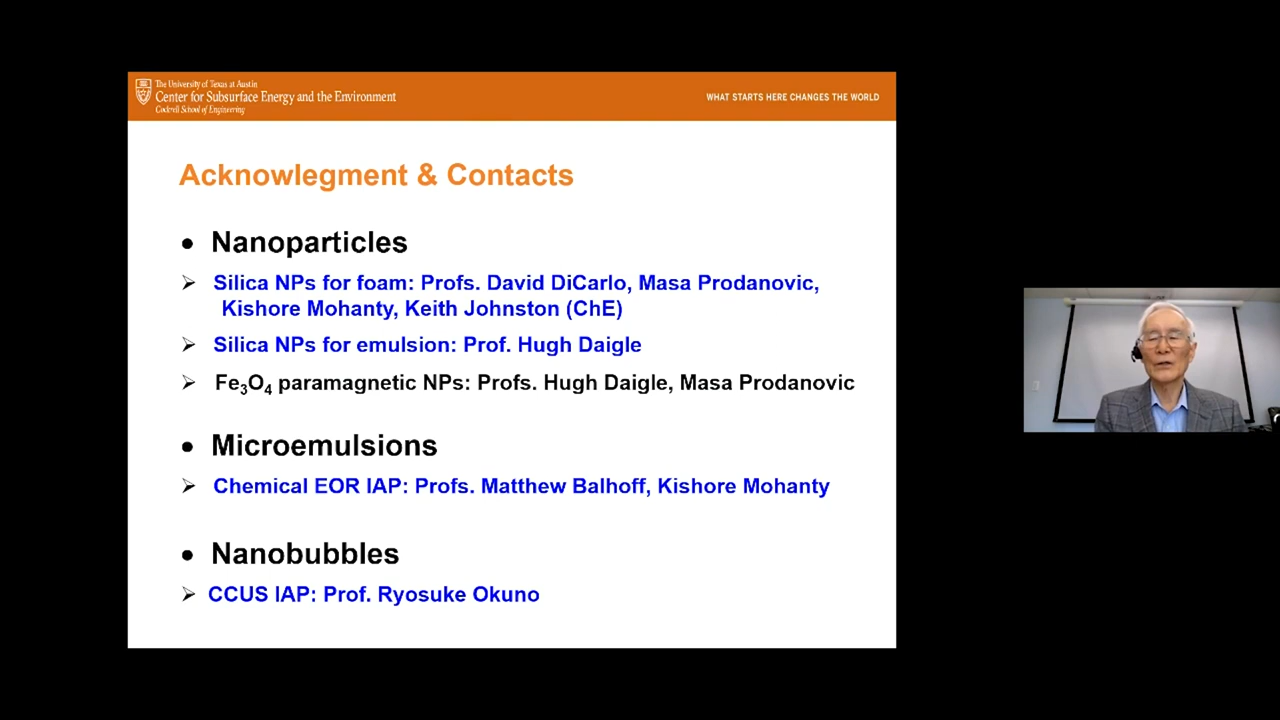 The University of Texas at Austin
Center for Subsurface Energy and the Environment
Cockrell School of Engineering
WHAT STARTS HERE CHANGES THE WORLD
Acknowlegment & Contacts
• Nanoparticles
➢ Silica NPs for foam: Profs. David DiCarlo, Masa Prodanovic,
Kishore Mohanty, Keith Johnston (ChE)
➢ Silica NPs for emulsion: Prof. Hugh Daigle
➢ Fe₃O₄ paramagnetic NPs: Profs. Hugh Daigle, Masa Prodanovic
• Microemulsions
➢ Chemical EOR IAP: Profs. Matthew Balhoff, Kishore Mohanty
• Nanobubbles
➢ CCUS IAP: Prof. Ryosuke Okuno